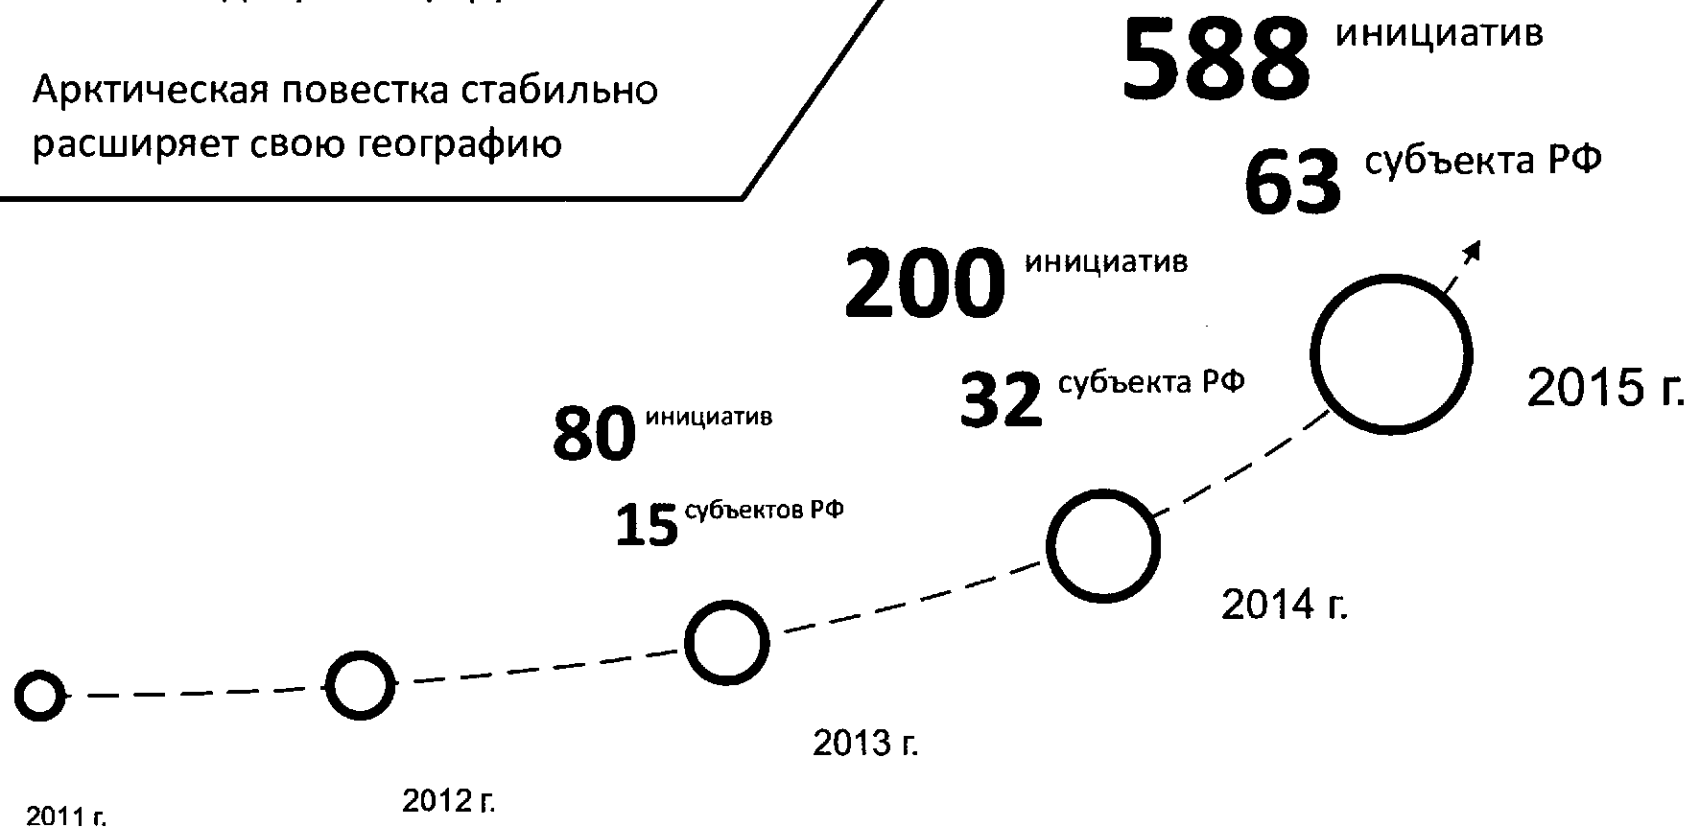 Арктическая повестка стабильно
расширяет свою географию
588 инициатив
63 субъекта РФ
200 инициатив
32 субъекта РФ
80 инициатив
15 субъектов РФ
2015 г.
2014 г.
2013 г.
2012 г.
2011 г.